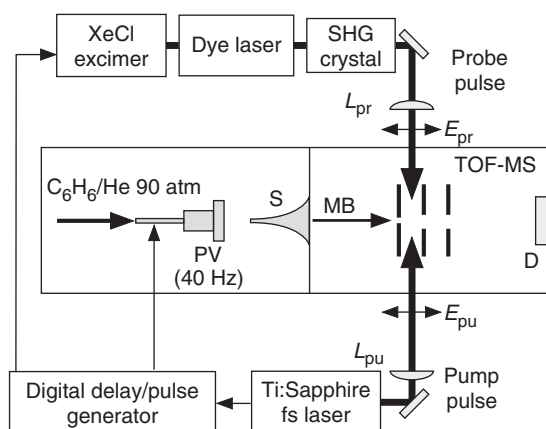 XeCl
excimer
Dye laser
SHG
crystal
Probe
pulse
L_pr
E_pr
TOF-MS
C₆H₆/He 90 atm
S
MB
PV
(40 Hz)
D
E_pu
L_pu
Pump
pulse
Digital delay/pulse
generator
Ti:Sapphire
fs laser